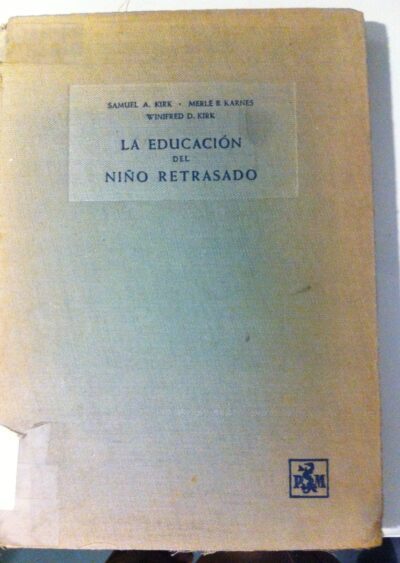 SAMUEL A. KIRK • MERLE B. KARNES
WINIFRED D. KIRK
LA EDUCACIÓN
DEL
NIÑO RETRASADO
P M